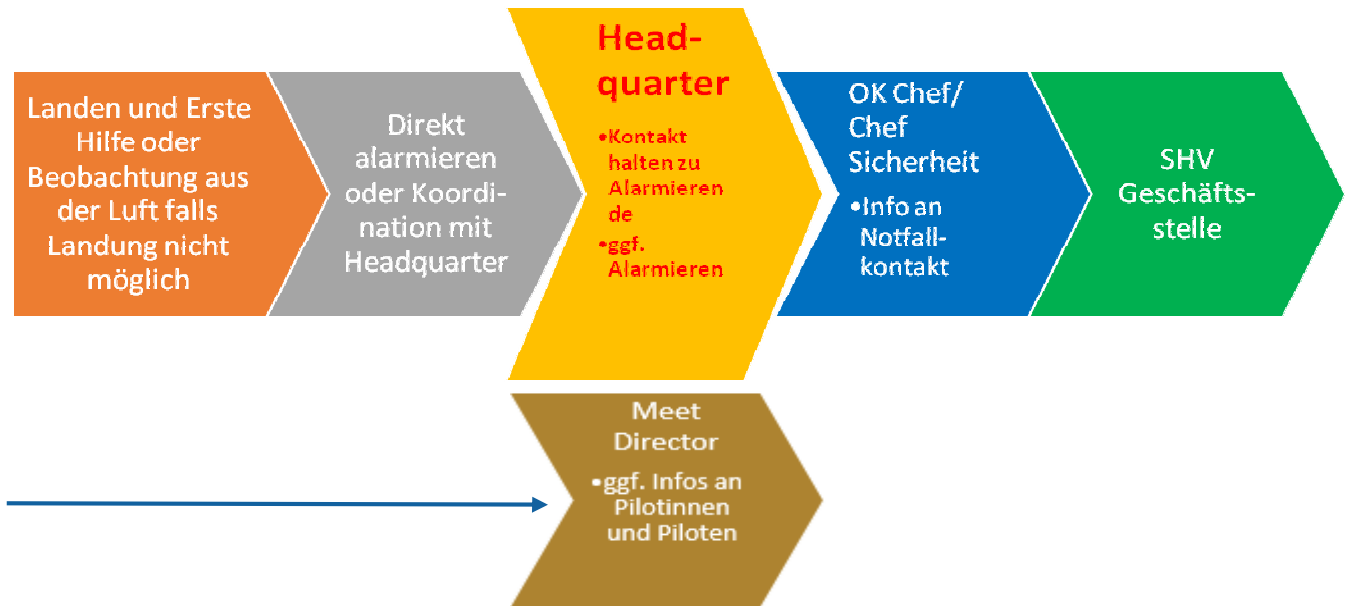 Landen und Erste
Hilfe oder
Beobachtung aus
der Luft falls
Landung nicht
möglich
Direkt
alarmieren
oder Koordi-
nation mit
Headquarter
Head-
quarter
•Kontakt
halten zu
Alarmieren
de
•ggf.
Alarmieren
OK Chef/
Chef
Sicherheit
•Info an
Notfall-
kontakt
SHV
Geschäfts-
stelle
Meet
Director
•ggf. Infos an
Pilotinnen
und Piloten